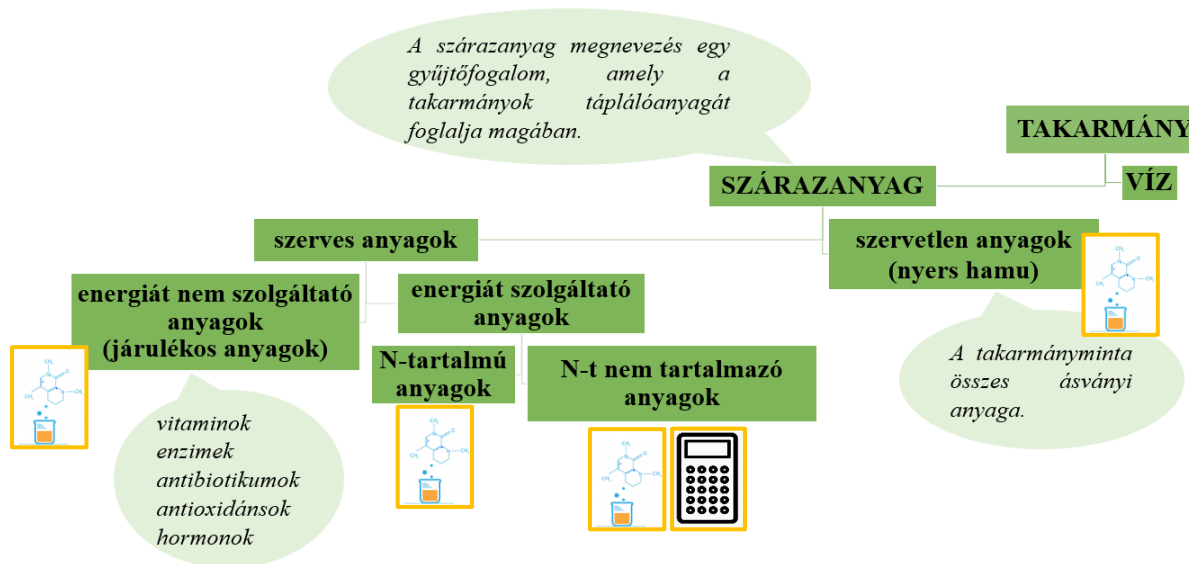 A szárazanyag megnevezés egy
gyűjtőfogalom, amely a
takarmányok táplálóanyagát
foglalja magában.
TAKARMÁNY
SZÁRAZANYAG
VÍZ
szerves anyagok
szervetlen anyagok
(nyers hamu)
energiát nem szolgáltató
anyagok
(járulékos anyagok)
energiát szolgáltató
anyagok
N-tartalmú
anyagok
N-t nem tartalmazó
anyagok
A takarmányminta
összes ásványi
anyaga.
vitaminok
enzimek
antibiotikumok
antioxidánsok
hormonok